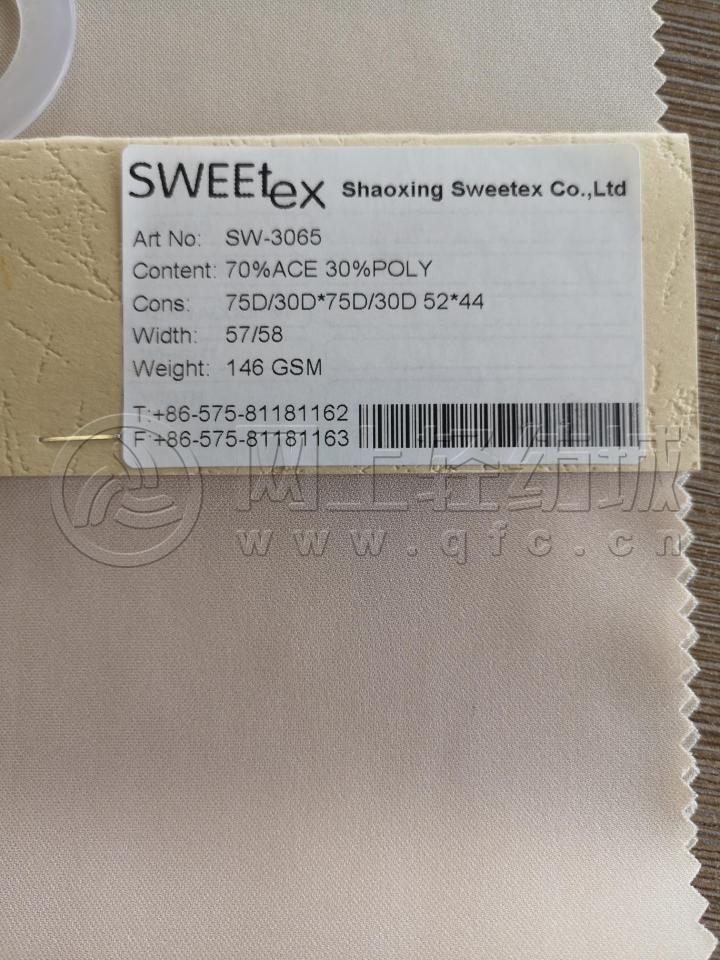 SWEEtex Shaoxing Sweetex Co.,Ltd
Art No: SW-3065
Content: 70%ACE 30%POLY
Cons: 75D/30D*75D/30D 52*44
Width: 57/58
Weight: 146 GSM
T:+86-575-81181162
F:+86-575-81181163
网上轻纺城
www.qfc.cn